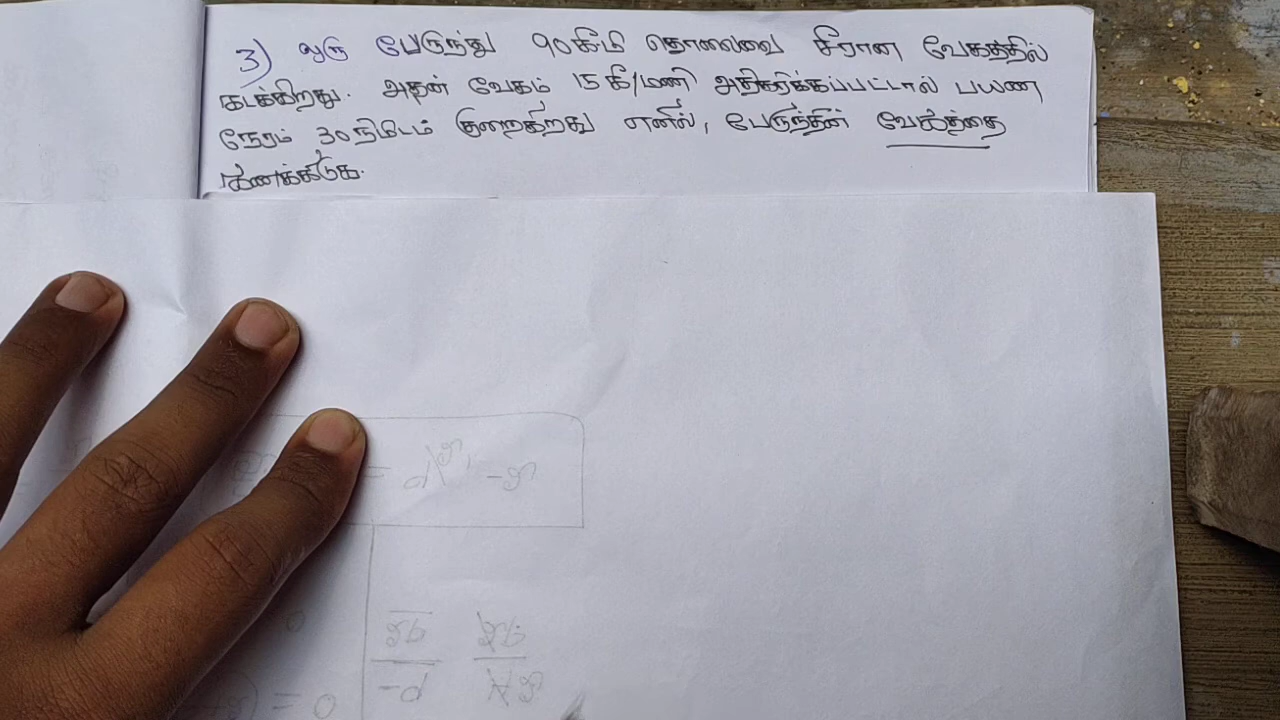 3) ஒரு பேருந்து 90 கி.மீ தொலைவை சீரான வேகத்தில்
கடக்கிறது. அதன் வேகம் 15 கி/மணி அதிகரிக்கப்பட்டால் பயண
நேரம் 30 நிமிடம் குறைகிறது எனில், பேருந்தின் வேகத்தை
கணக்கிடுக.